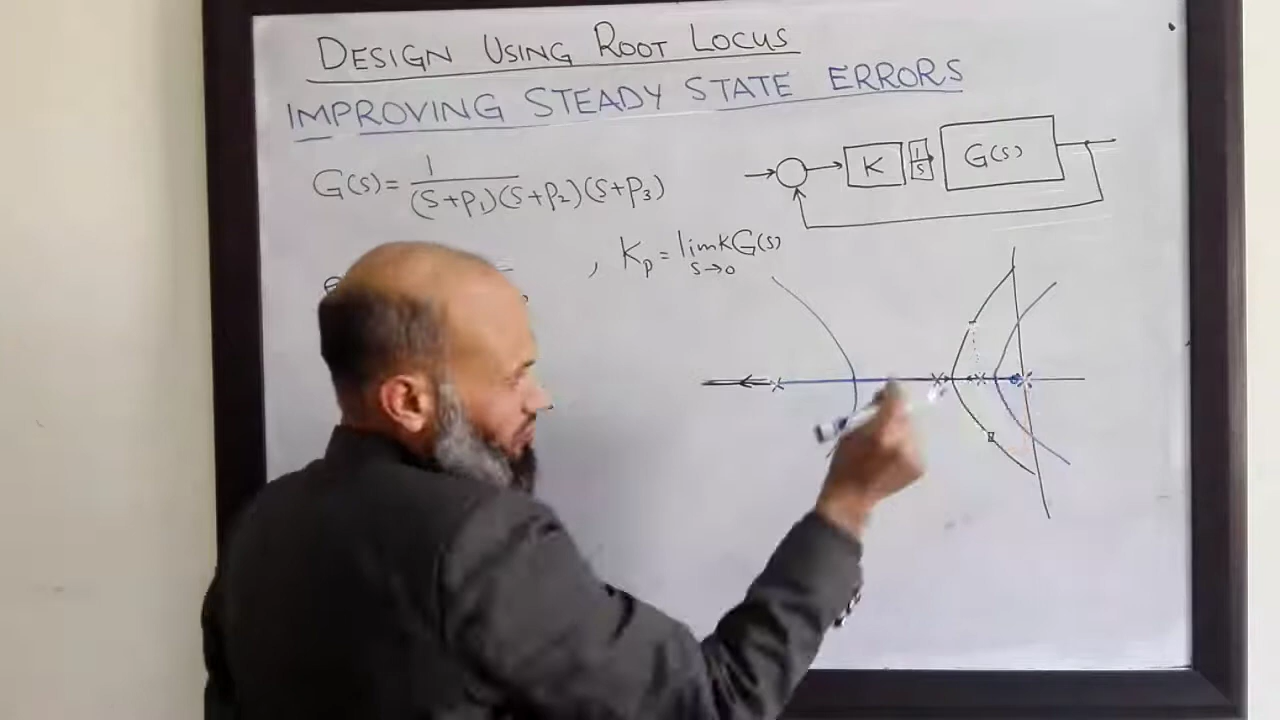 DESIGN USING ROOT LOCUS
IMPROVING STEADY STATE ERRORS
G(s) = 1 / (s+p₁)(s+p₂)(s+p₃)
K
1/s
G(s)
, Kp = lim KG(s)
s→0